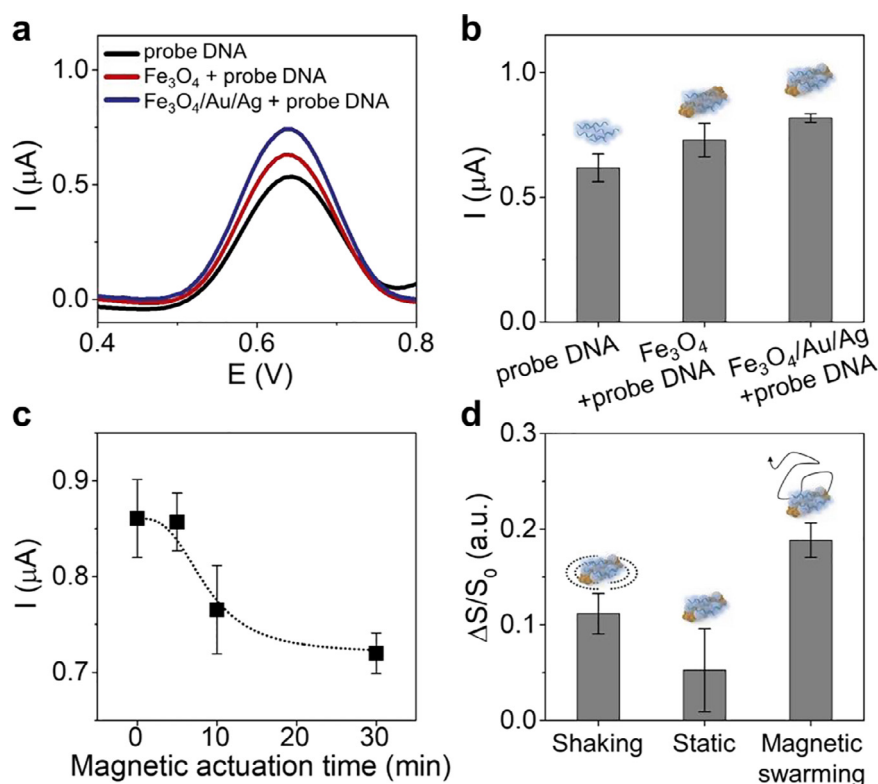 a
probe DNA
Fe₃O₄ + probe DNA
Fe₃O₄/Au/Ag + probe DNA
1.0
0.5
0.0
I (μA)
0.4
0.6
0.8
E (V)
b
1.0
0.5
0.0
I (μA)
probe DNA
Fe₃O₄
+probe DNA
Fe₃O₄/Au/Ag
+probe DNA
c
0.9
0.8
0.7
I (μA)
0
10
20
30
Magnetic actuation time (min)
d
0.3
0.2
0.1
0.0
ΔS/S₀ (a.u.)
Shaking
Static
Magnetic
swarming